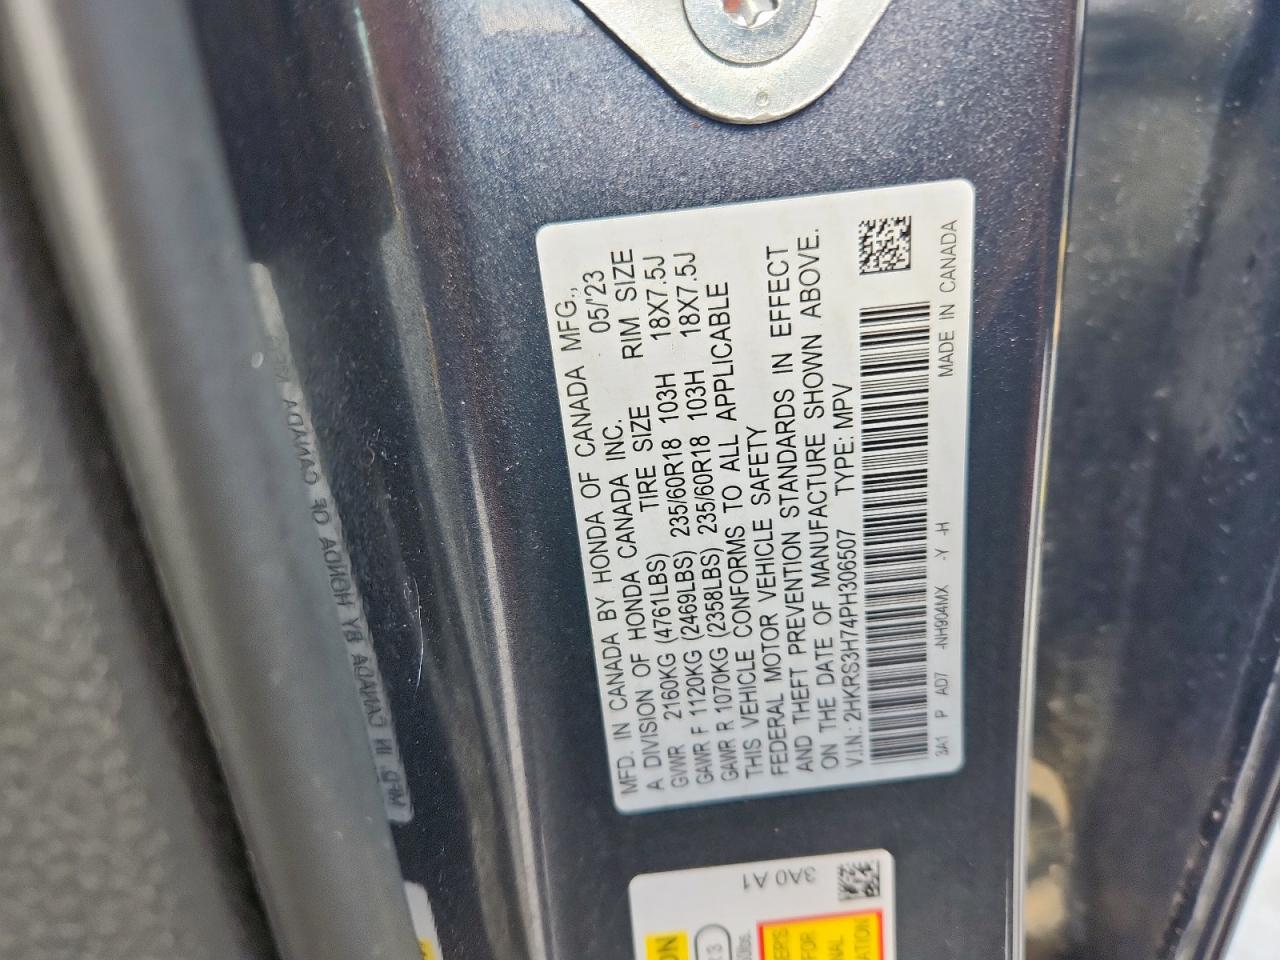 MFD. IN CANADA BY HONDA OF CANADA MFG.,
A DIVISION OF HONDA CANADA INC. 05/'23
TIRE SIZE RIM SIZE
GVWR 2160KG (4761LBS)
GAWR F 1120KG (2469LBS) 235/60R18 103H 18X7.5J
GAWR R 1070KG (2358LBS) 235/60R18 103H 18X7.5J
THIS VEHICLE CONFORMS TO ALL APPLICABLE
FEDERAL MOTOR VEHICLE SAFETY
AND THEFT PREVENTION STANDARDS IN EFFECT
ON THE DATE OF MANUFACTURE SHOWN ABOVE.
V.I.N.: 2HKRS3H74PH306507 TYPE: MPV
3A1 P AD7 -NH904MX -Y -H MADE IN CANADA
3A0 A1